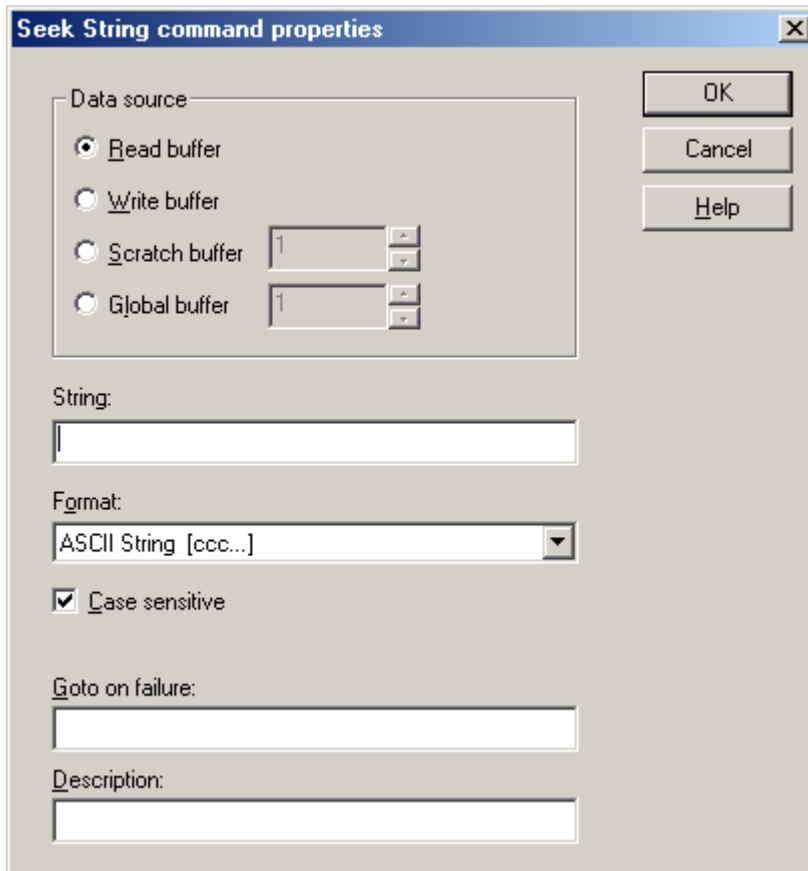 Seek String command properties
Data source
OK
Read buffer
Cancel
Write buffer
Help
Scratch buffer 1
Global buffer 1
String:
Format:
ASCII String [ccc...]
Case sensitive
Goto on failure:
Description: